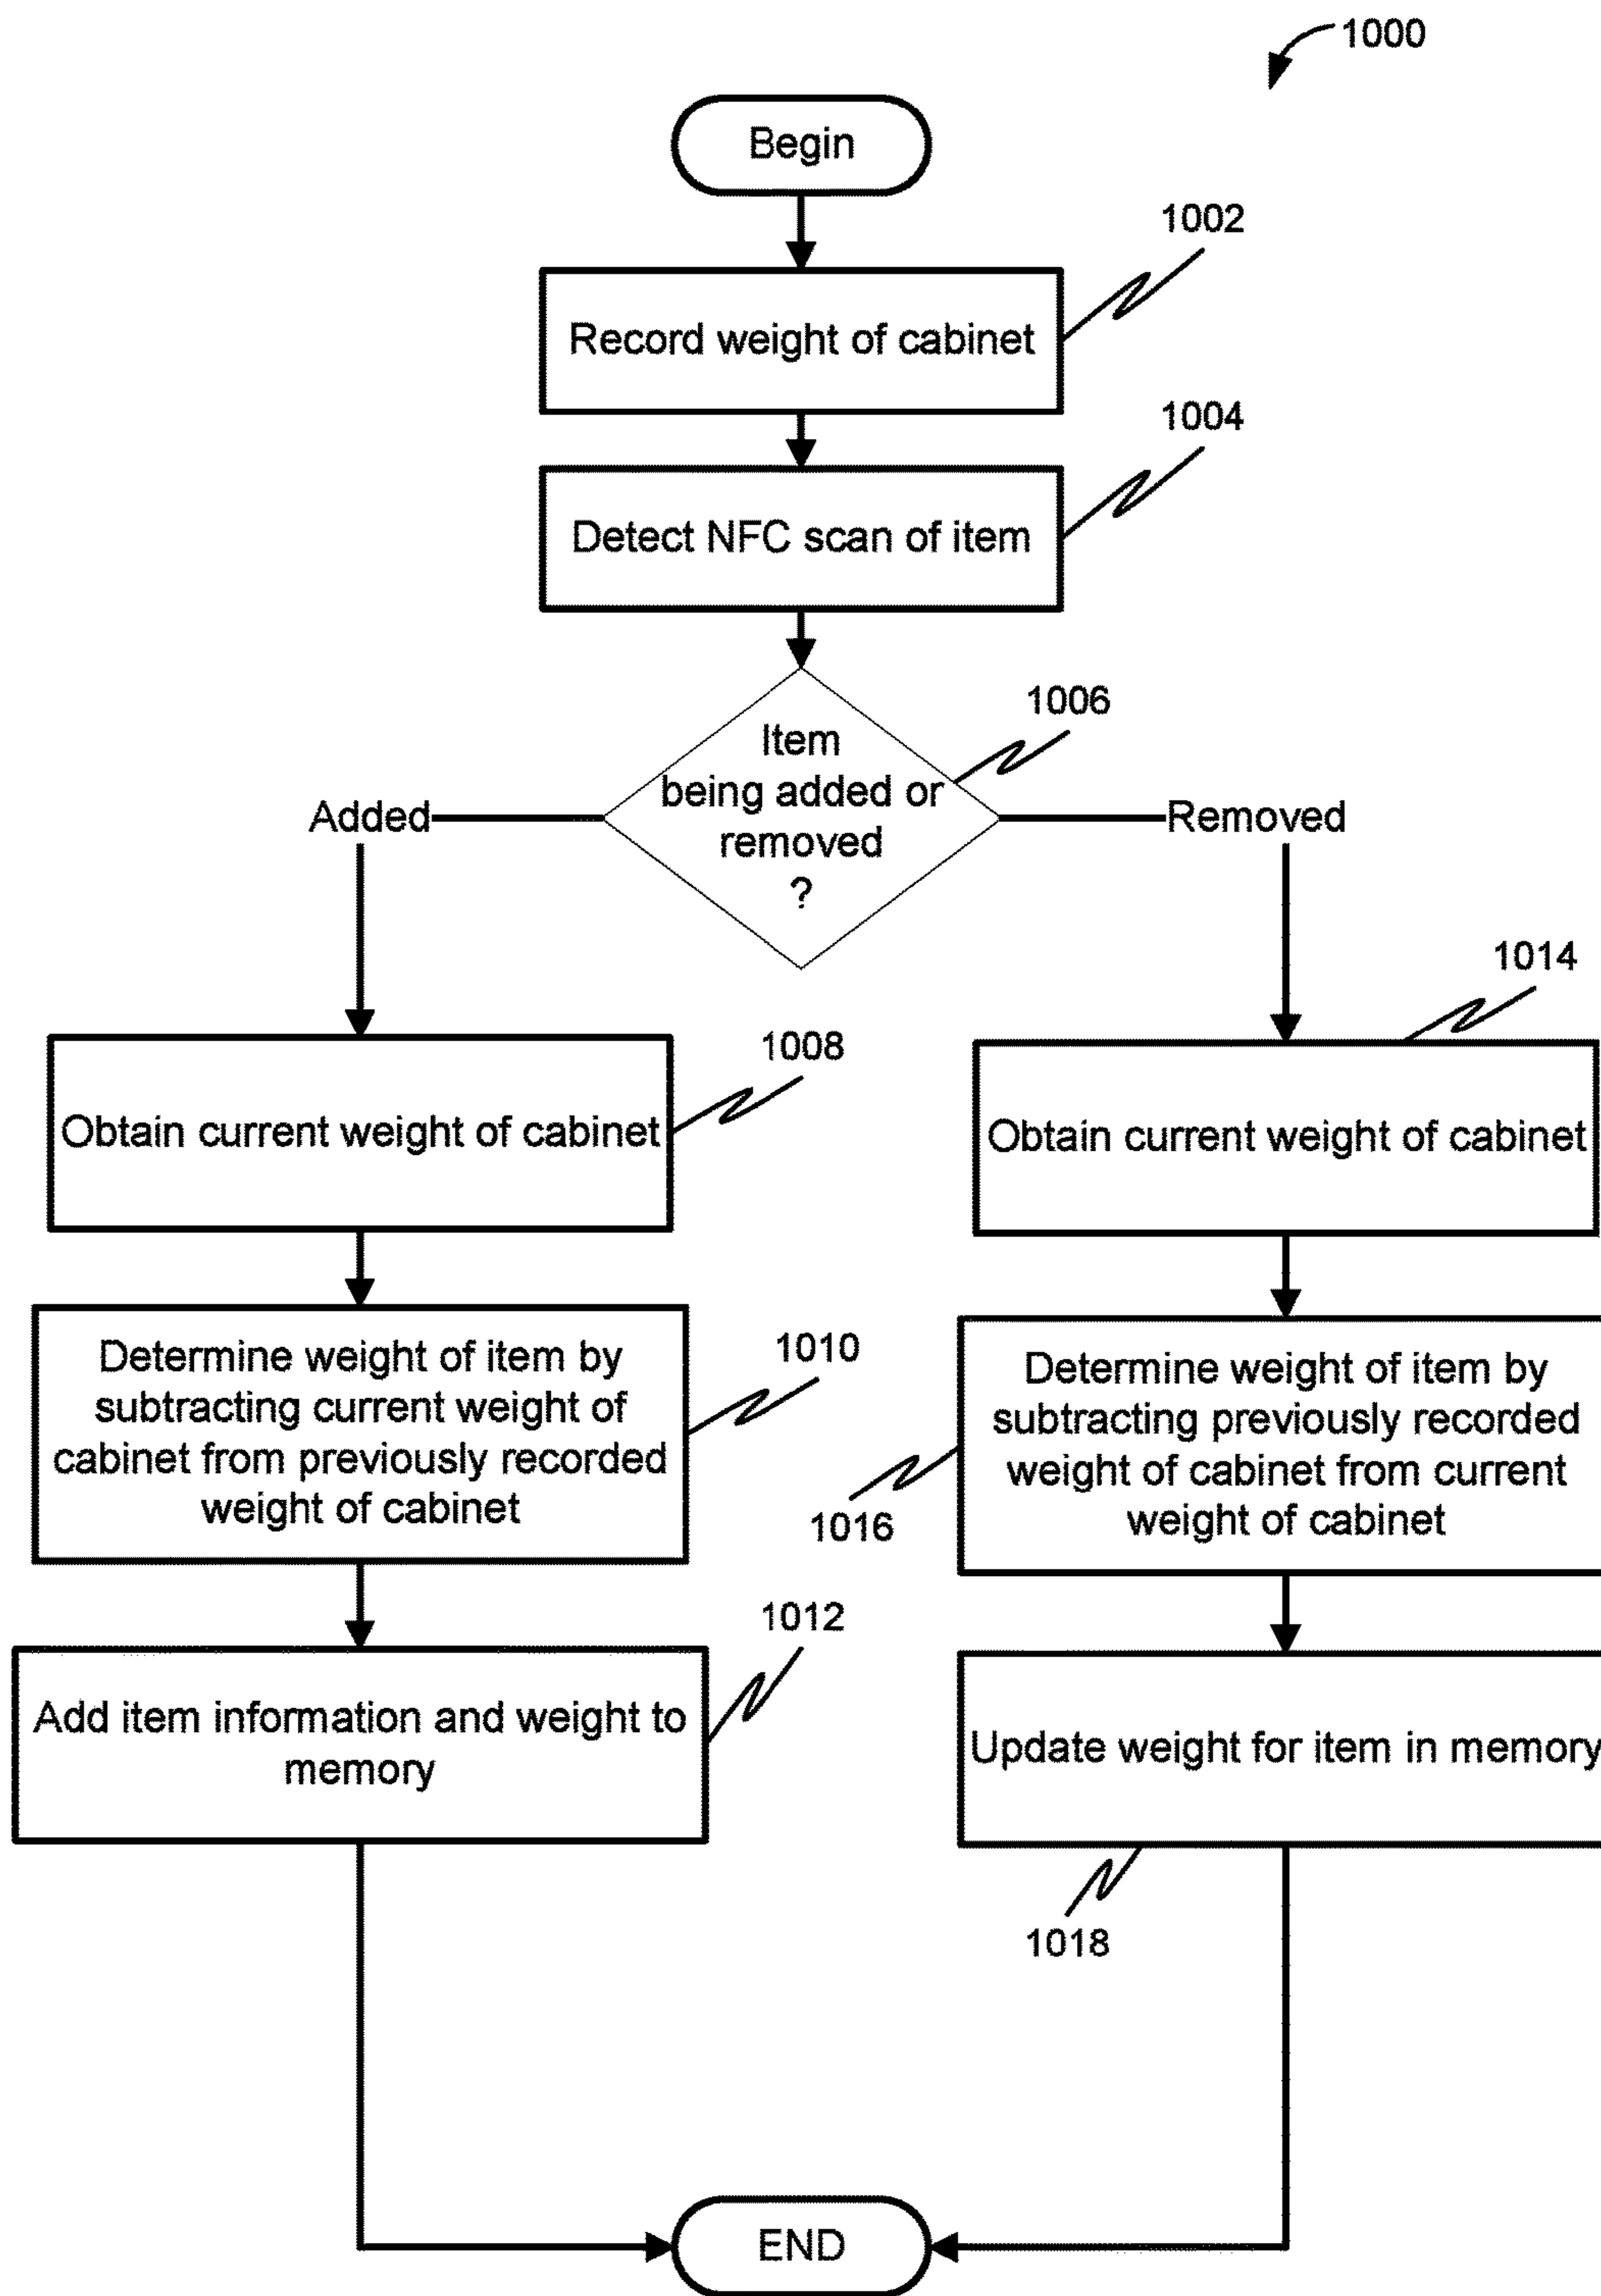 1000
Begin
1002
Record weight of cabinet
1004
Detect NFC scan of item
1006
Item
being added or
removed
?
Added
Removed
1008
Obtain current weight of cabinet
1014
Obtain current weight of cabinet
1010
Determine weight of item by
subtracting current weight of
cabinet from previously recorded
weight of cabinet
1016
Determine weight of item by
subtracting previously recorded
weight of cabinet from current
weight of cabinet
1012
Add item information and weight to
memory
Update weight for item in memory
1018
END